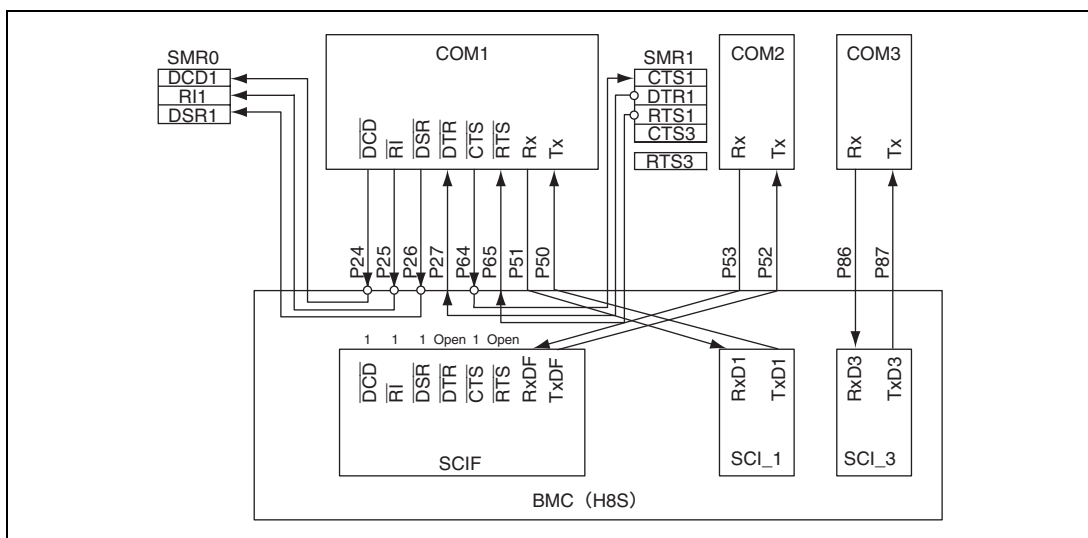 SMR0
DCD1
RI1
DSR1
COM1
DCD
RI
DSR
DTR
CTS
RTS
Rx
Tx
SMR1
CTS1
DTR1
RTS1
CTS3
RTS3
COM2
Rx
Tx
COM3
Rx
Tx
P24
P25
P26
P27
P64
P65
P51
P50
P53
P52
P86
P87
1 1 1 Open 1 Open
DCD
RI
DSR
DTR
CTS
RTS
RxDF
TxDF
SCIF
RxD1
TxD1
SCI_1
RxD3
TxD3
SCI_3
BMC (H8S)